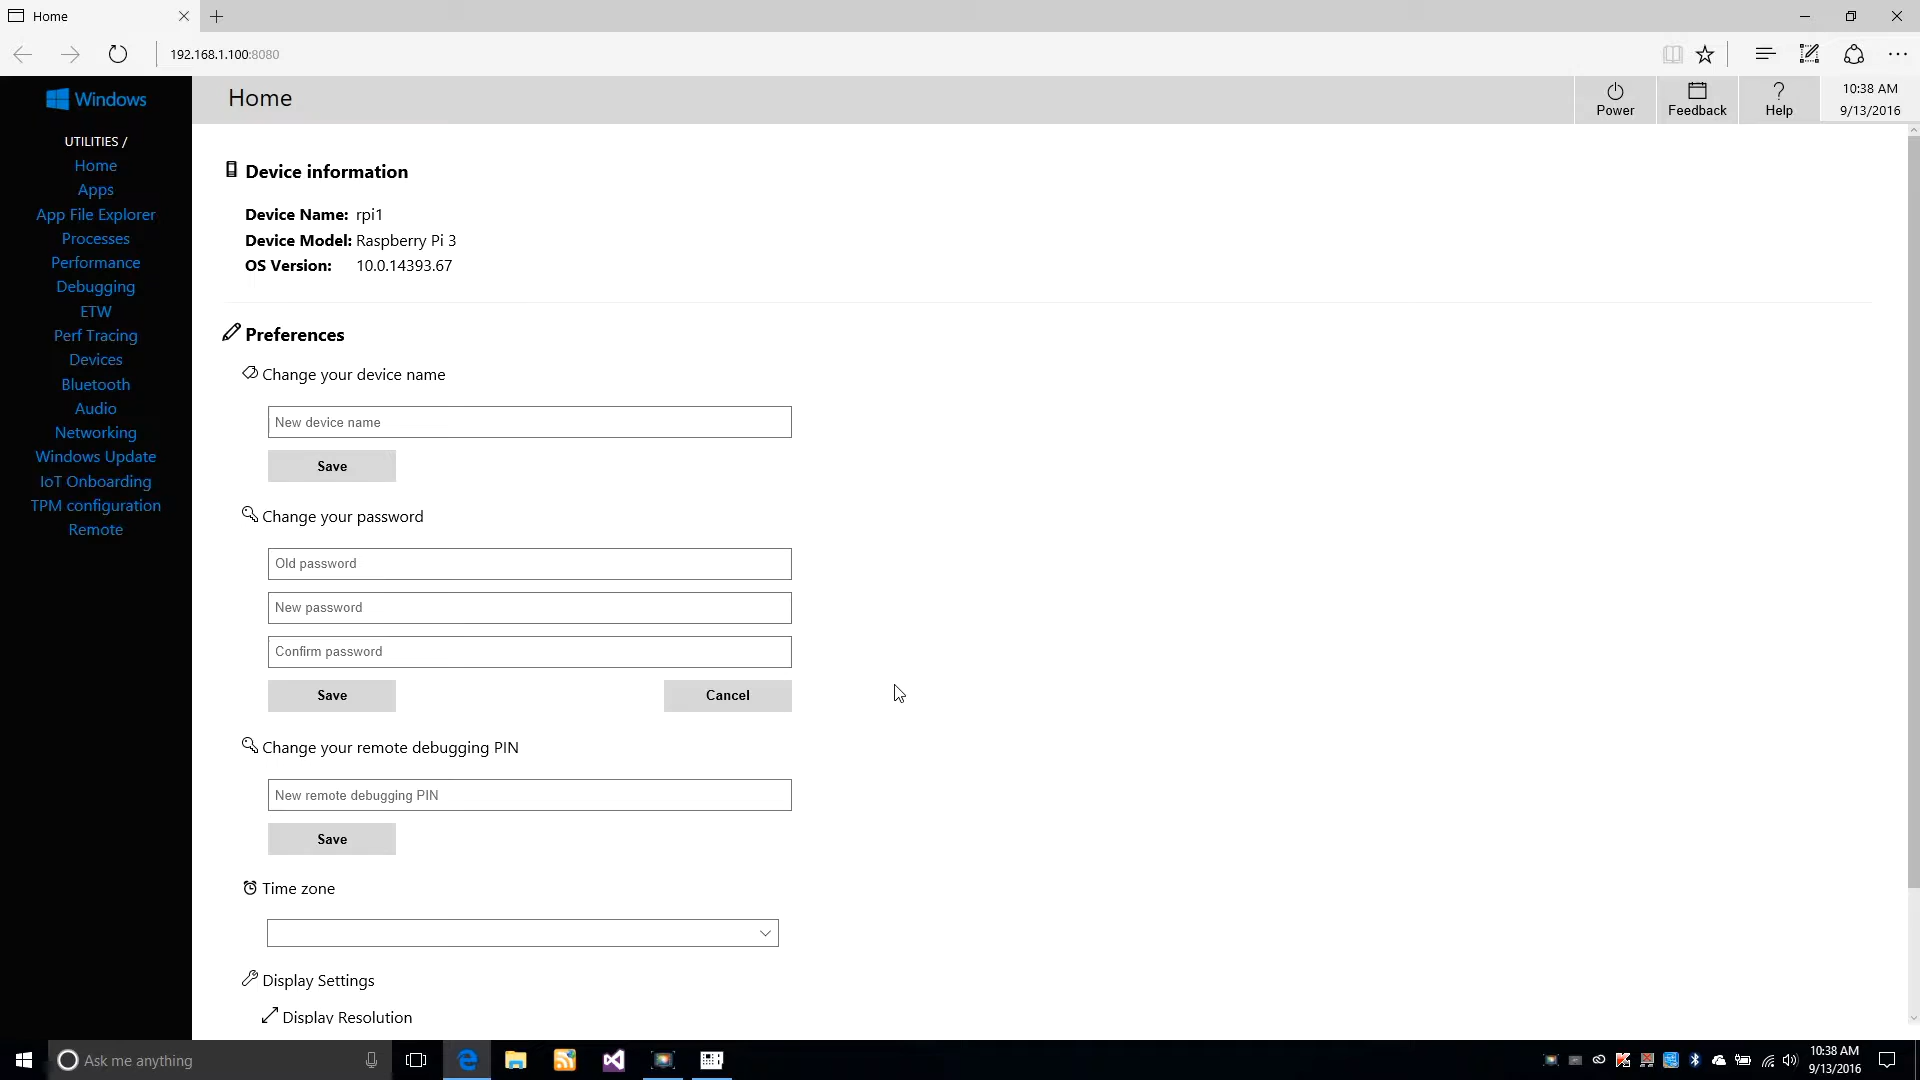 Home
192.168.1.100:8080
Windows
Home
Power
Feedback
Help
10:38 AM
9/13/2016
UTILITIES /
Home
Apps
App File Explorer
Processes
Performance
Debugging
ETW
Perf Tracing
Devices
Bluetooth
Audio
Networking
Windows Update
IoT Onboarding
TPM configuration
Remote
Device information
Device Name: rpi1
Device Model: Raspberry Pi 3
OS Version: 10.0.14393.67
Preferences
Change your device name
New device name
Save
Change your password
Old password
New password
Confirm password
Save Cancel
Change your remote debugging PIN
New remote debugging PIN
Save
Time zone
Display Settings
Display Resolution
Ask me anything
10:38 AM
9/13/2016